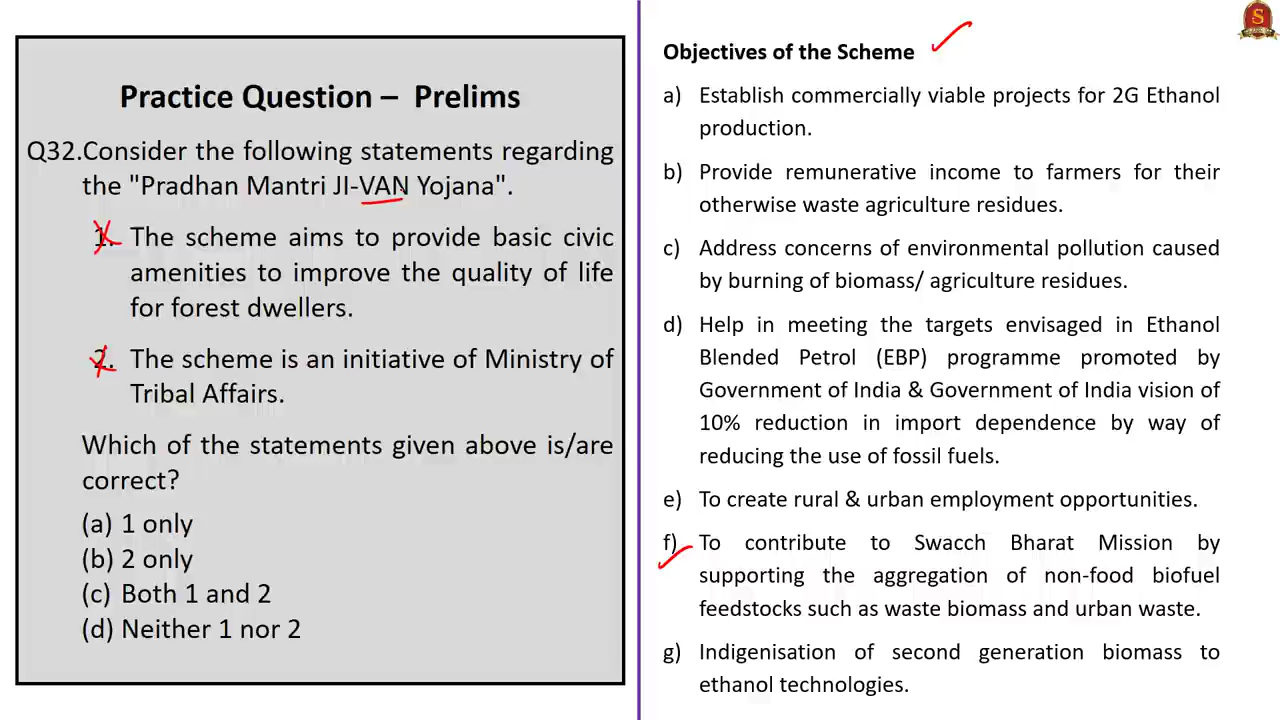 Practice Question – Prelims
Q32.Consider the following statements regarding
the "Pradhan Mantri JI-VAN Yojana".
1. The scheme aims to provide basic civic
amenities to improve the quality of life
for forest dwellers.
2. The scheme is an initiative of Ministry of
Tribal Affairs.
Which of the statements given above is/are
correct?
(a) 1 only
(b) 2 only
(c) Both 1 and 2
(d) Neither 1 nor 2
Objectives of the Scheme
a) Establish commercially viable projects for 2G Ethanol
production.
b) Provide remunerative income to farmers for their
otherwise waste agriculture residues.
c) Address concerns of environmental pollution caused
by burning of biomass/ agriculture residues.
d) Help in meeting the targets envisaged in Ethanol
Blended Petrol (EBP) programme promoted by
Government of India & Government of India vision of
10% reduction in import dependence by way of
reducing the use of fossil fuels.
e) To create rural & urban employment opportunities.
f) To contribute to Swacch Bharat Mission by
supporting the aggregation of non-food biofuel
feedstocks such as waste biomass and urban waste.
g) Indigenisation of second generation biomass to
ethanol technologies.
S